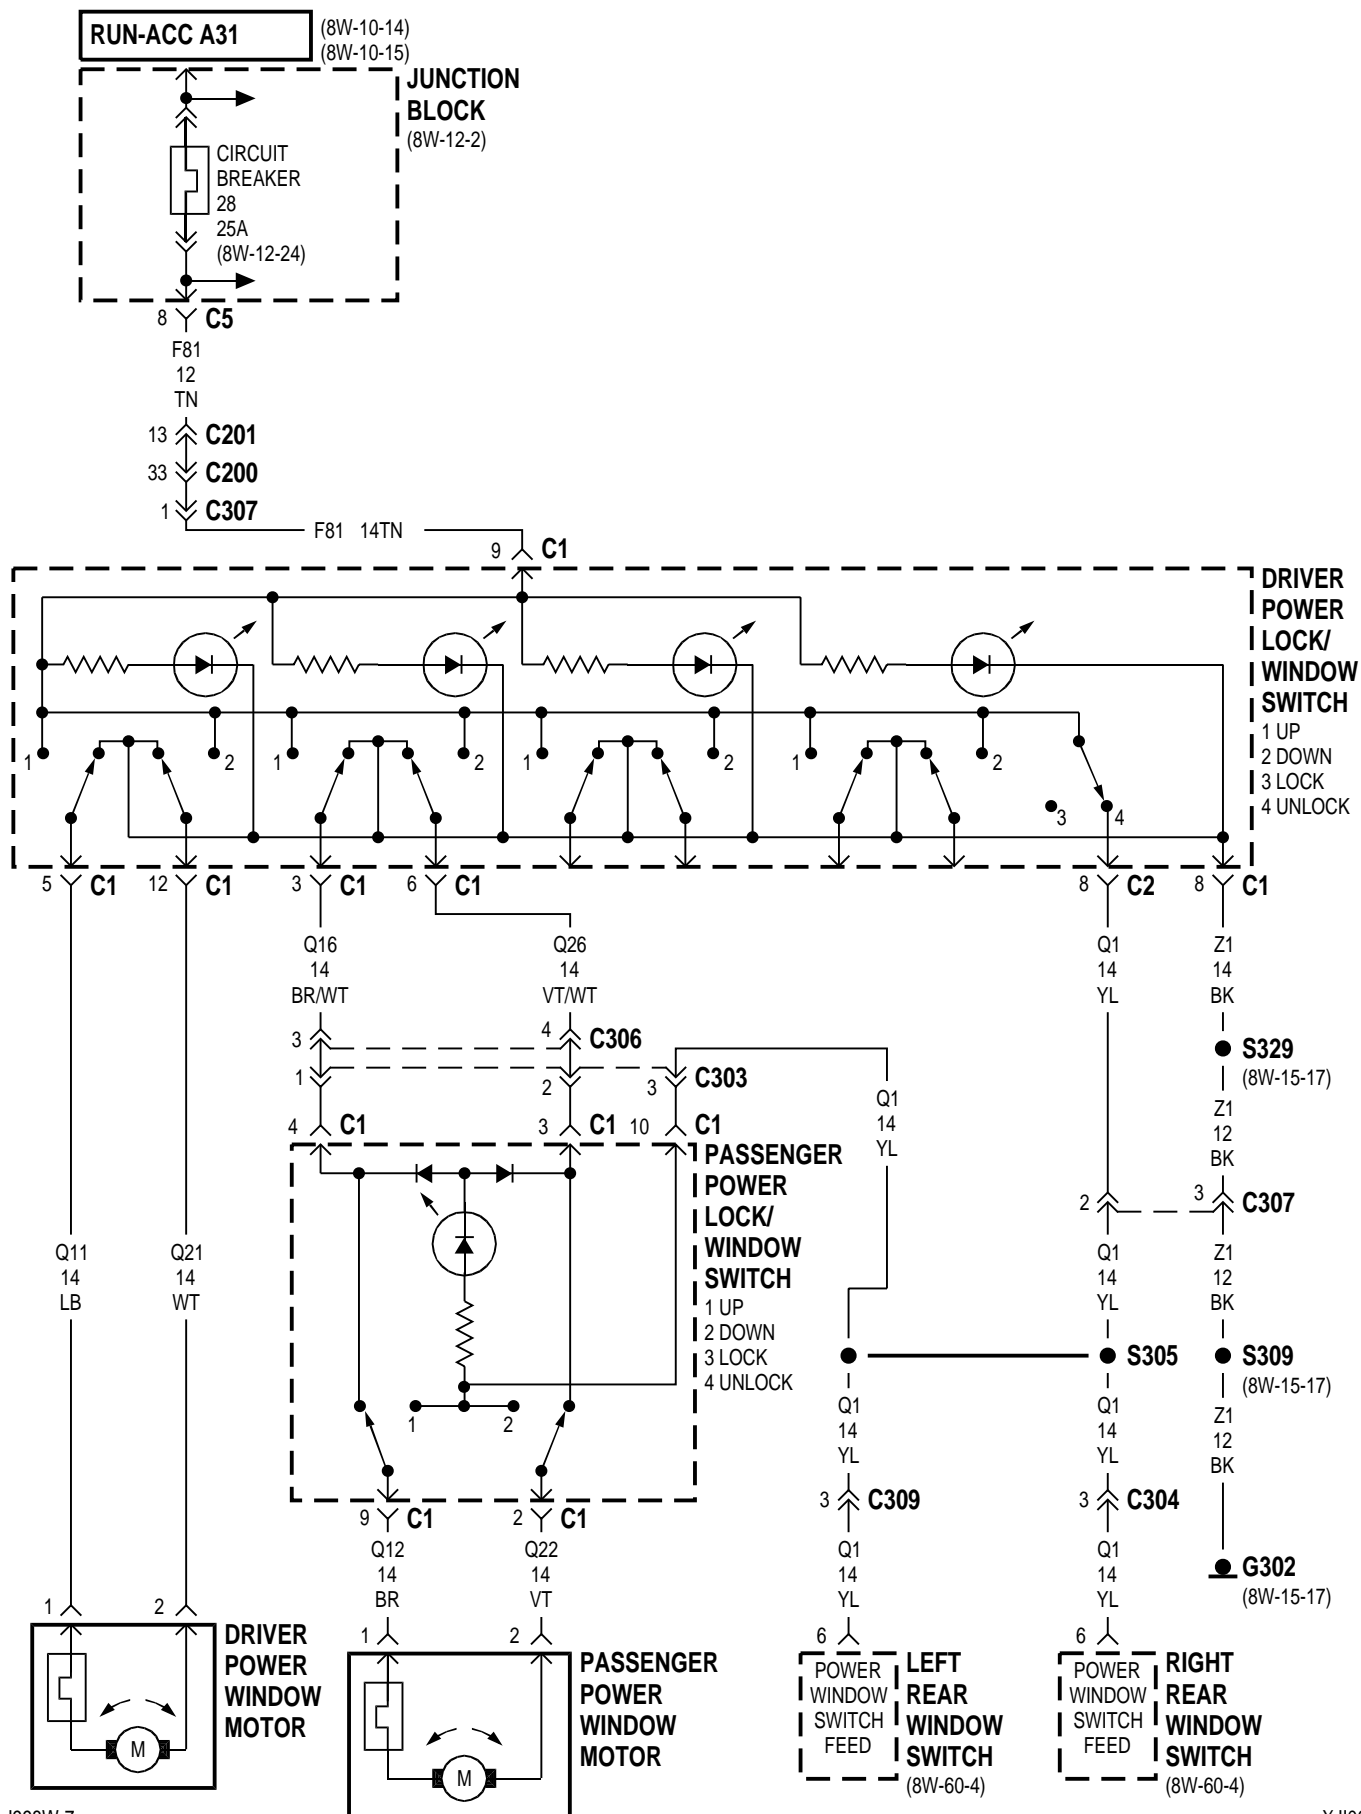 RUN-ACC A31
(8W-10-14)
(8W-10-15)
JUNCTION
BLOCK
(8W-12-2)
CIRCUIT
BREAKER
28
25A
(8W-12-24)
8 C5
F81
12
TN
13 C201
33 C200
1 C307
F81 14TN
9 C1
DRIVER
POWER
LOCK/
WINDOW
SWITCH
1 UP
2 DOWN
3 LOCK
4 UNLOCK
1 2 1 2 1 2 1 2
3 4
5 C1 12 C1 3 C1 6 C1 8 C2 8 C1
Q16
14
BR/WT
Q26
14
VT/WT
Q1
14
YL
Z1
14
BK
3 4 C306
S329
(8W-15-17)
1 2 3 C303
Q1
14
YL
Z1
12
BK
4 C1 3 C1 10 C1
PASSENGER
POWER
LOCK/
WINDOW
SWITCH
1 UP
2 DOWN
3 LOCK
4 UNLOCK
2 3 C307
Q11
14
LB
Q21
14
WT
Q1
14
YL
Z1
12
BK
S305
S309
(8W-15-17)
1 2
Q1
14
YL
Q1
14
YL
Z1
12
BK
9 C1 2 C1
3 C309
3 C304
Q12
14
BR
Q22
14
VT
Q1
14
YL
Q1
14
YL
G302
(8W-15-17)
1 2
DRIVER
POWER
WINDOW
MOTOR
M
1 2
PASSENGER
POWER
WINDOW
MOTOR
M
6
POWER
WINDOW
SWITCH
FEED
LEFT
REAR
WINDOW
SWITCH
(8W-60-4)
6
POWER
WINDOW
SWITCH
FEED
RIGHT
REAR
WINDOW
SWITCH
(8W-60-4)